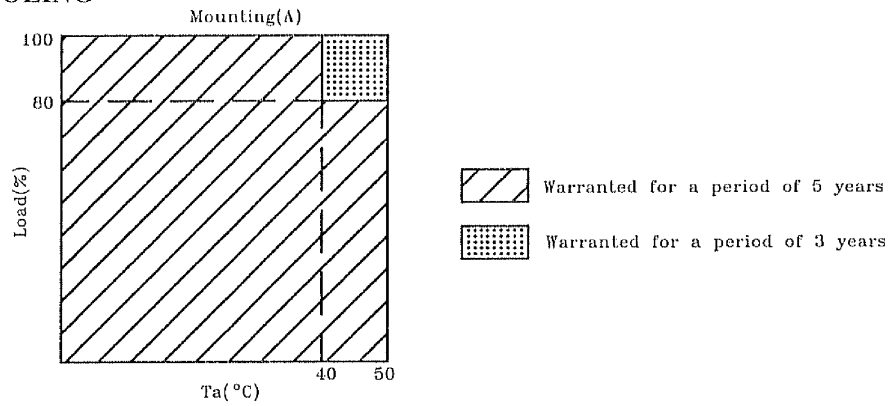 Mounting(A)
100
80
Load(%)
40 50
Ta(°C)
Warranted for a period of 5 years
Warranted for a period of 3 years